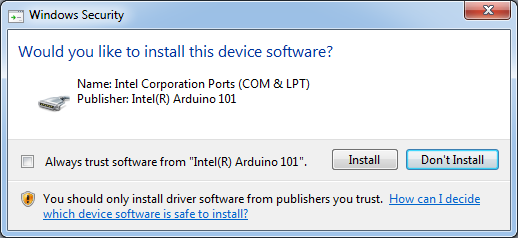 Windows Security
Would you like to install this device software?
Name: Intel Corporation Ports (COM & LPT)
Publisher: Intel(R) Arduino 101
Always trust software from "Intel(R) Arduino 101".
Install
Don't Install
You should only install driver software from publishers you trust. How can I decide
which device software is safe to install?